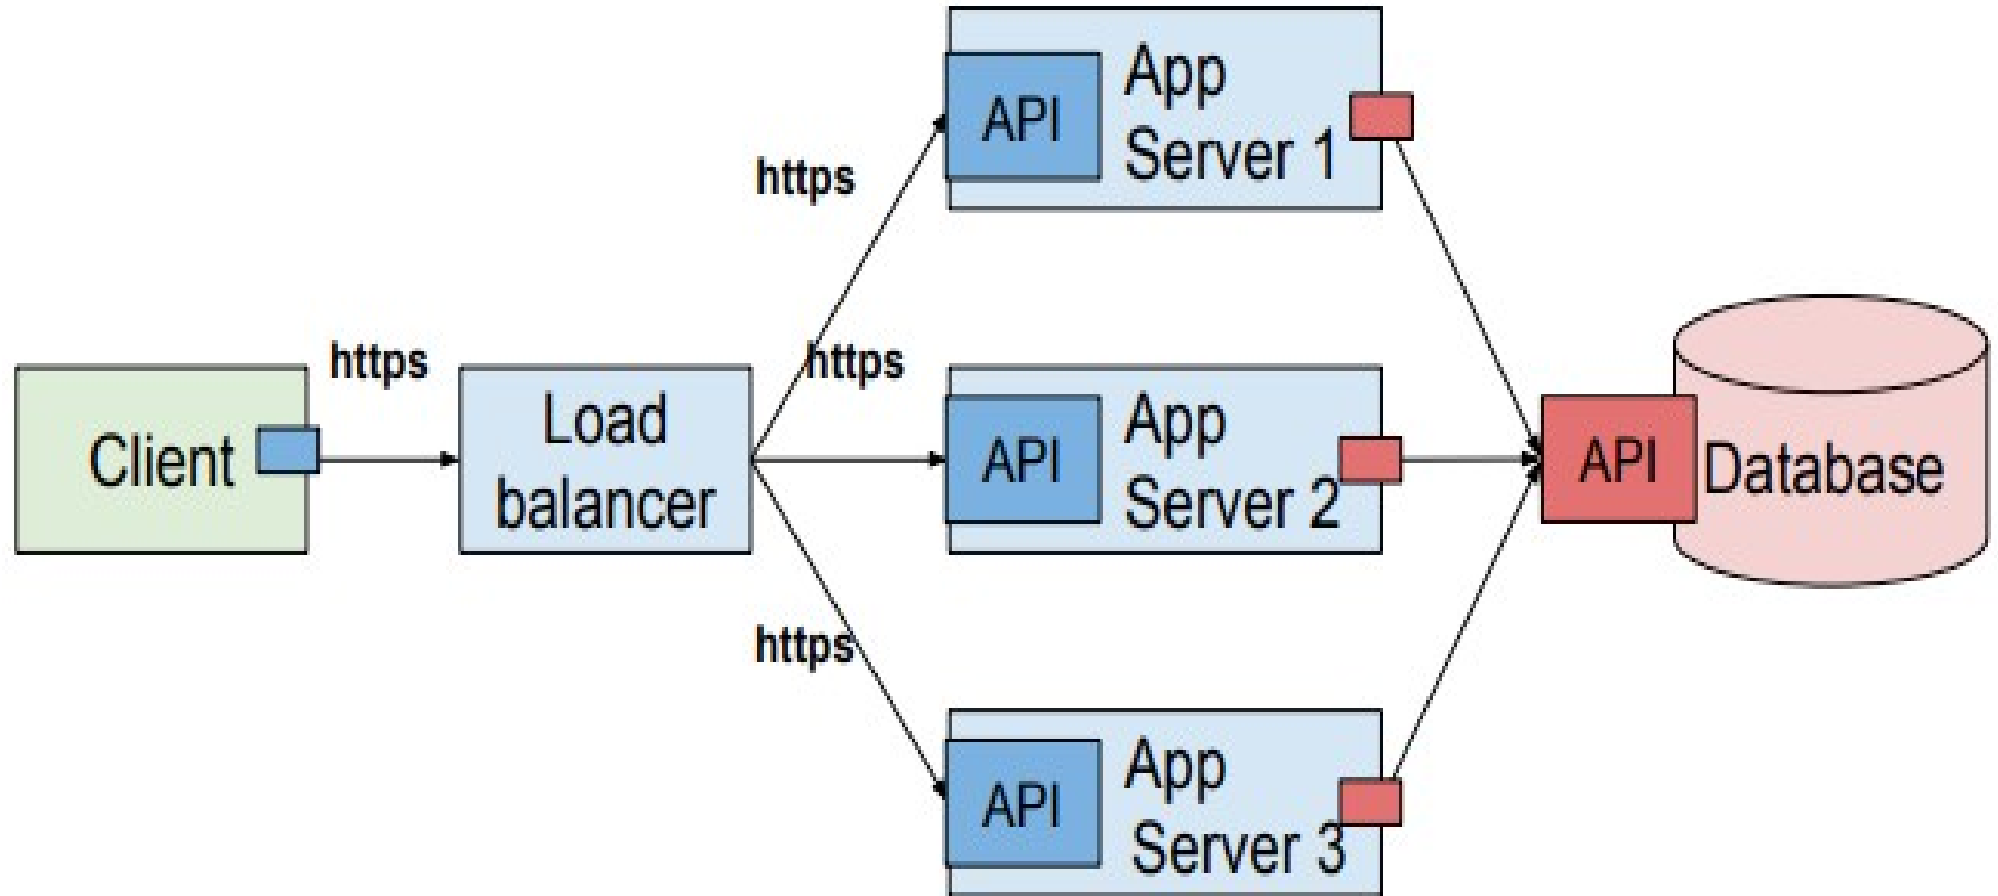 API
App
Server 1
https
https
https
Client
Load
balancer
API
App
Server 2
API
Database
https
API
App
Server 3